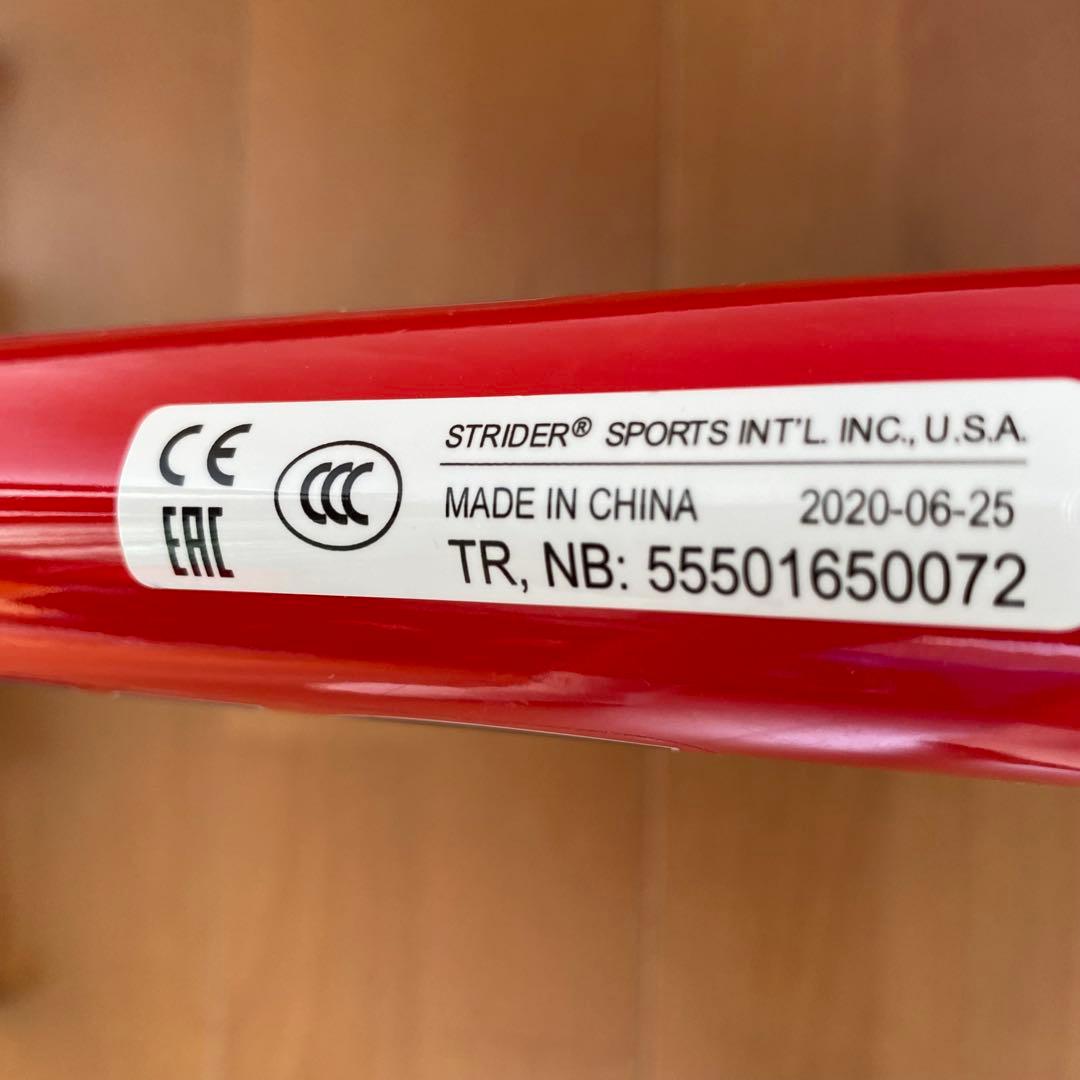 CE
EAC
CCC
STRIDER® SPORTS INT'L. INC., U.S.A.
MADE IN CHINA 2020-06-25
TR, NB: 55501650072